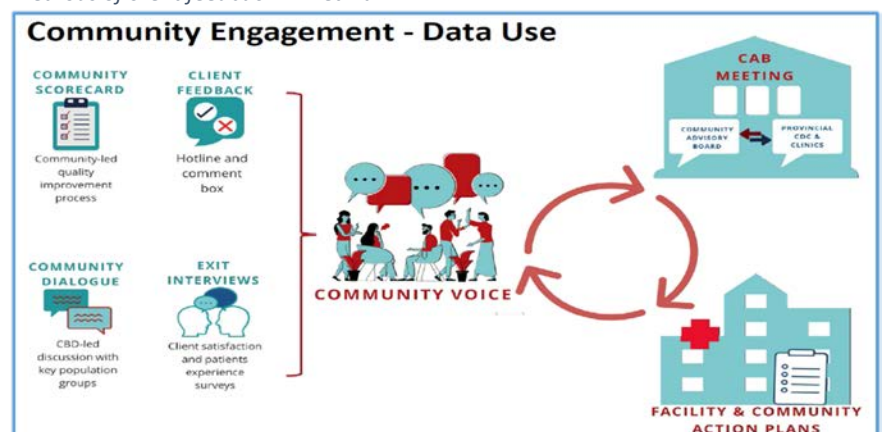 Community Engagement - Data Use
COMMUNITY
SCORECARD
Community-led
quality
improvement
process
CLIENT
FEEDBACK
Hotline and
comment
box
COMMUNITY
DIALOGUE
CBD-led
discussion with
key population
groups
EXIT
INTERVIEWS
Client satisfaction
and patients
experience
surveys
COMMUNITY VOICE
CAB
MEETING
COMMUNITY
ADVISORY
BOARD
PROVINCIAL
CDC &
CLINICS
FACILITY & COMMUNITY
ACTION PLANS